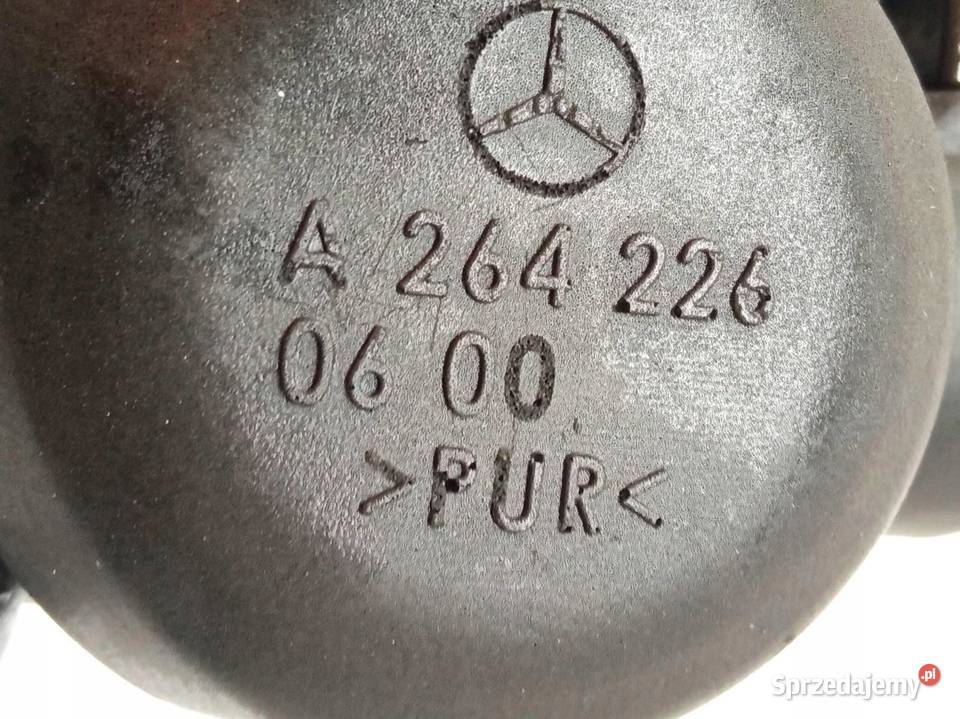 A 264 226
06 00
>PUR<
Sprzedajemy.pl